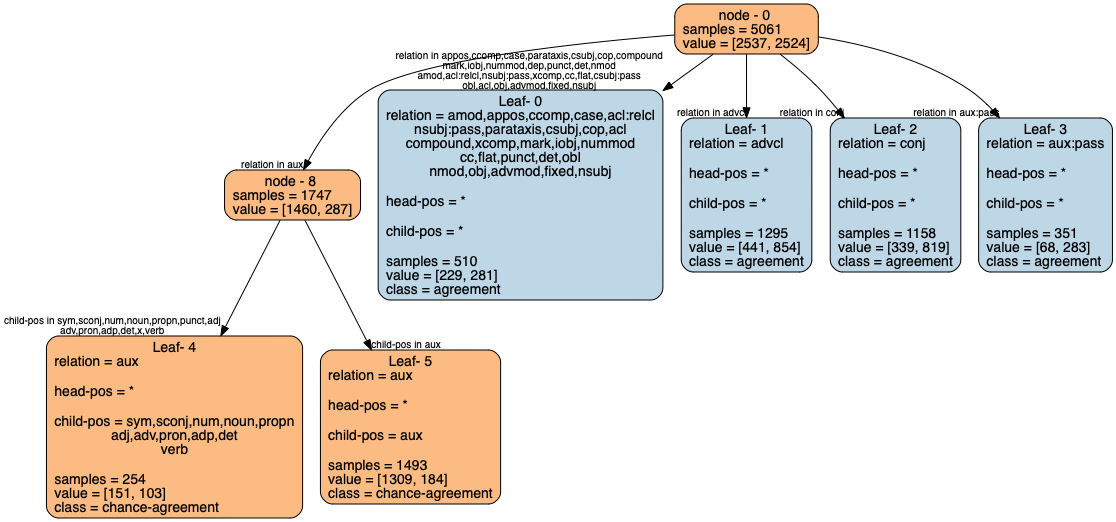 node - 0
samples = 5061
value = [2537, 2524]
relation in appos,ccomp,case,parataxis,csubj,cop,compound
mark,iobj,nummod,dep,punct,det,nmod
amod,acl:relcl,nsubj:pass,xcomp,cc,flat,csubj:pass
obl,acl,obj,advmod,fixed,nsubj
relation in advcl
relation in conj
relation in aux:pass
Leaf- 0
relation = amod,appos,ccomp,case,acl:relcl
nsubj:pass,parataxis,csubj,cop,acl
compound,xcomp,mark,iobj,nummod
cc,flat,punct,det,obl
nmod,obj,advmod,fixed,nsubj
head-pos = *
child-pos = *
samples = 510
value = [229, 281]
class = agreement
Leaf- 1
relation = advcl
head-pos = *
child-pos = *
samples = 1295
value = [441, 854]
class = agreement
Leaf- 2
relation = conj
head-pos = *
child-pos = *
samples = 1158
value = [339, 819]
class = agreement
Leaf- 3
relation = aux:pass
head-pos = *
child-pos = *
samples = 351
value = [68, 283]
class = agreement
relation in aux
node - 8
samples = 1747
value = [1460, 287]
child-pos in sym,sconj,num,noun,propn,punct,adj
adv,pron,adp,det,x,verb
child-pos in aux
Leaf- 4
relation = aux
head-pos = *
child-pos = sym,sconj,num,noun,propn
adj,adv,pron,adp,det
verb
samples = 254
value = [151, 103]
class = chance-agreement
Leaf- 5
relation = aux
head-pos = *
child-pos = aux
samples = 1493
value = [1309, 184]
class = chance-agreement